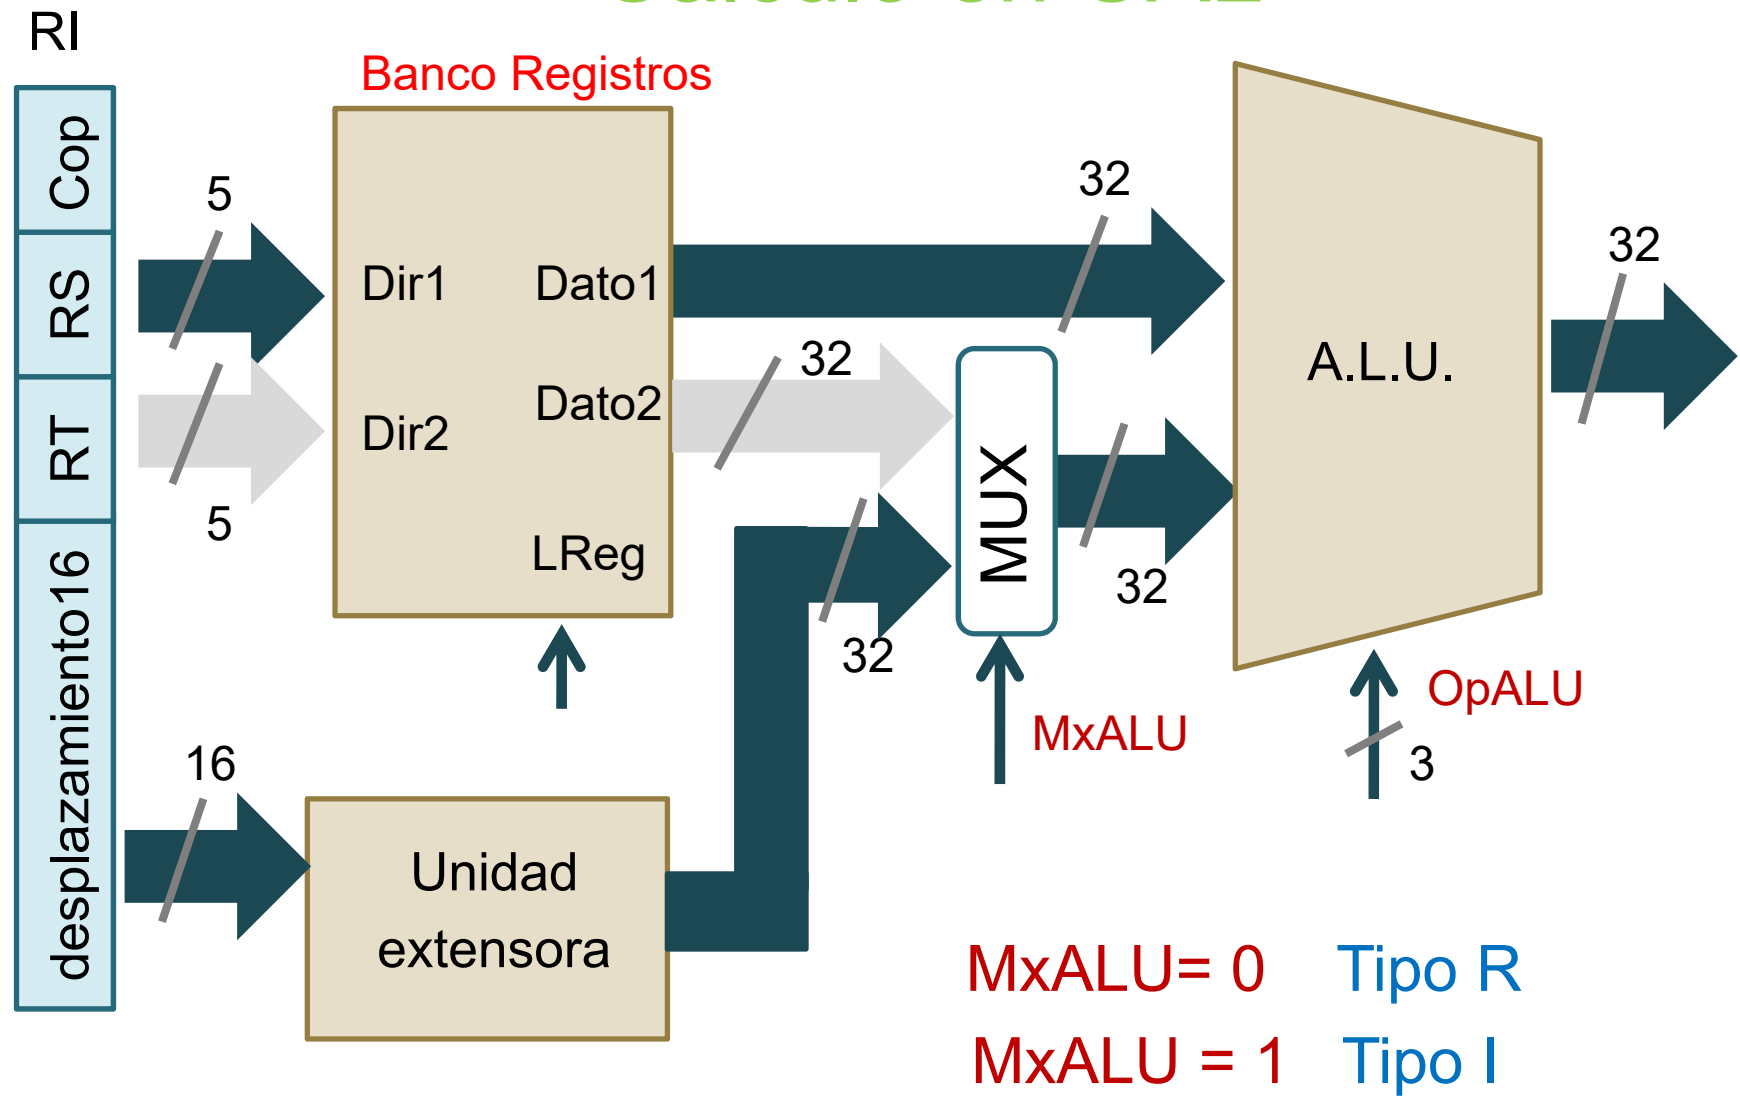 RI
Banco Registros
Cop
RS
RT
desplazamiento16
5
5
16
Dir1
Dato1
Dir2
Dato2
LReg
32
32
32
MUX
32
MxALU
A.L.U.
32
OpALU
3
Unidad
extensora
MxALU= 0 Tipo R
MxALU = 1 Tipo I